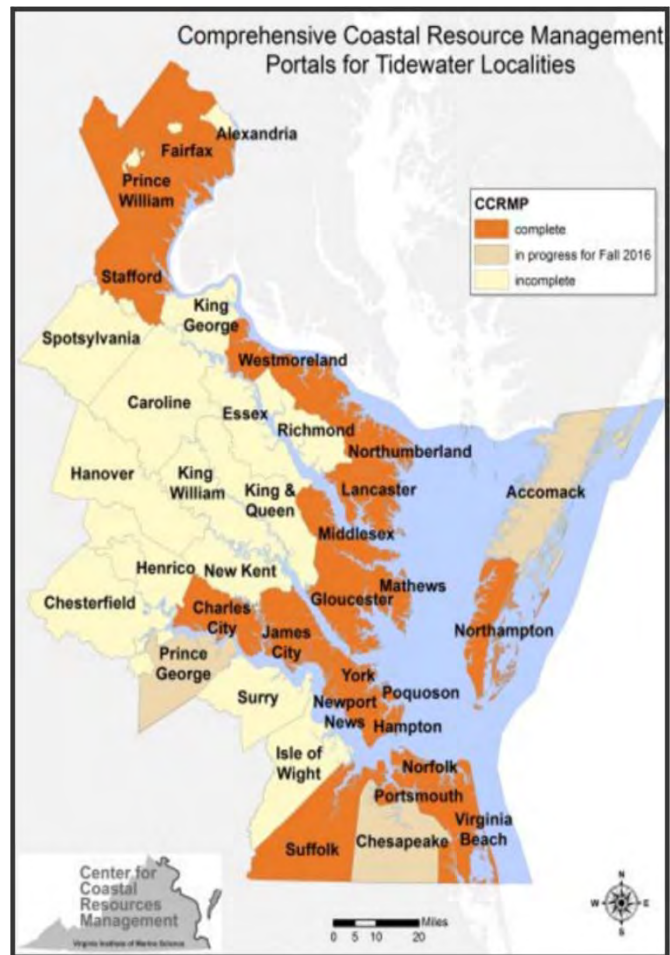 Comprehensive Coastal Resource Management
Portals for Tidewater Localities
Alexandria
Fairfax
Prince
William
CCRMP
complete
in progress for Fall 2016
incomplete
Stafford
King
George
Spotsylvania
Westmoreland
Caroline
Essex
Richmond
Northumberland
Hanover
King
William
King &
Queen
Lancaster
Accomack
Middlesex
Henrico
New Kent
Mathews
Chesterfield
Charles
City
Gloucester
James
City
Northampton
Prince
George
York
Poquoson
Surry
Newport
News
Hampton
Isle of
Wight
Norfolk
Portsmouth
Virginia
Beach
Suffolk
Chesapeake
Center for
Coastal
Resources
Management
Virginia Institute of Marine Science
N
W
E
S
Miles
0 5 10 20